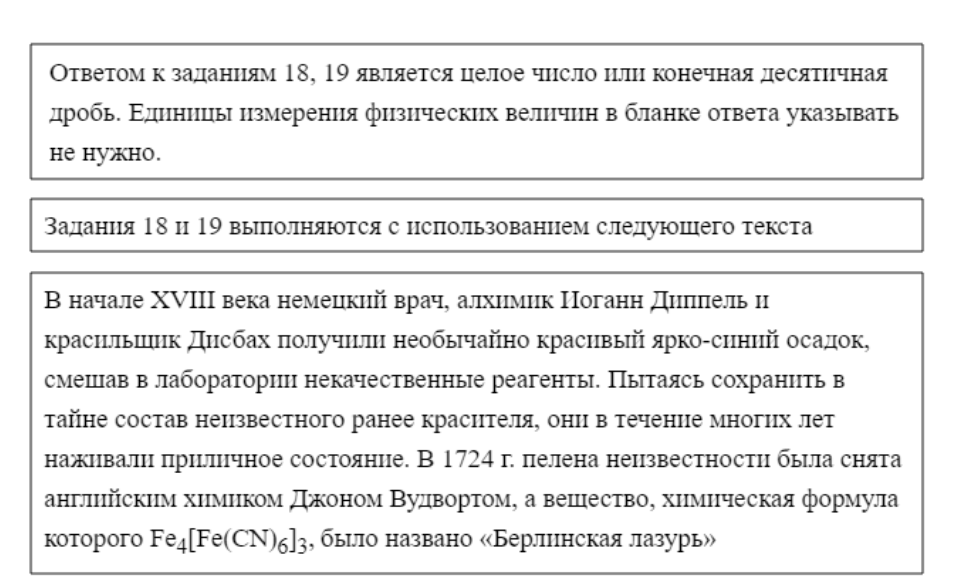 Ответом к заданиям 18, 19 является целое число или конечная десятичная
дробь. Единицы измерения физических величин в бланке ответа указывать
не нужно.
Задания 18 и 19 выполняются с использованием следующего текста
В начале XVIII века немецкий врач, алхимик Иоганн Диппель и
красильщик Дисбах получили необычайно красивый ярко-синий осадок,
смешав в лаборатории некачественные реагенты. Пытаясь сохранить в
тайне состав неизвестного ранее красителя, они в течение многих лет
наживали приличное состояние. В 1724 г. пелена неизвестности была снята
английским химиком Джоном Вудвортом, а вещество, химическая формула
которого Fe₄[Fe(CN)₆]₃, было названо «Берлинская лазурь»